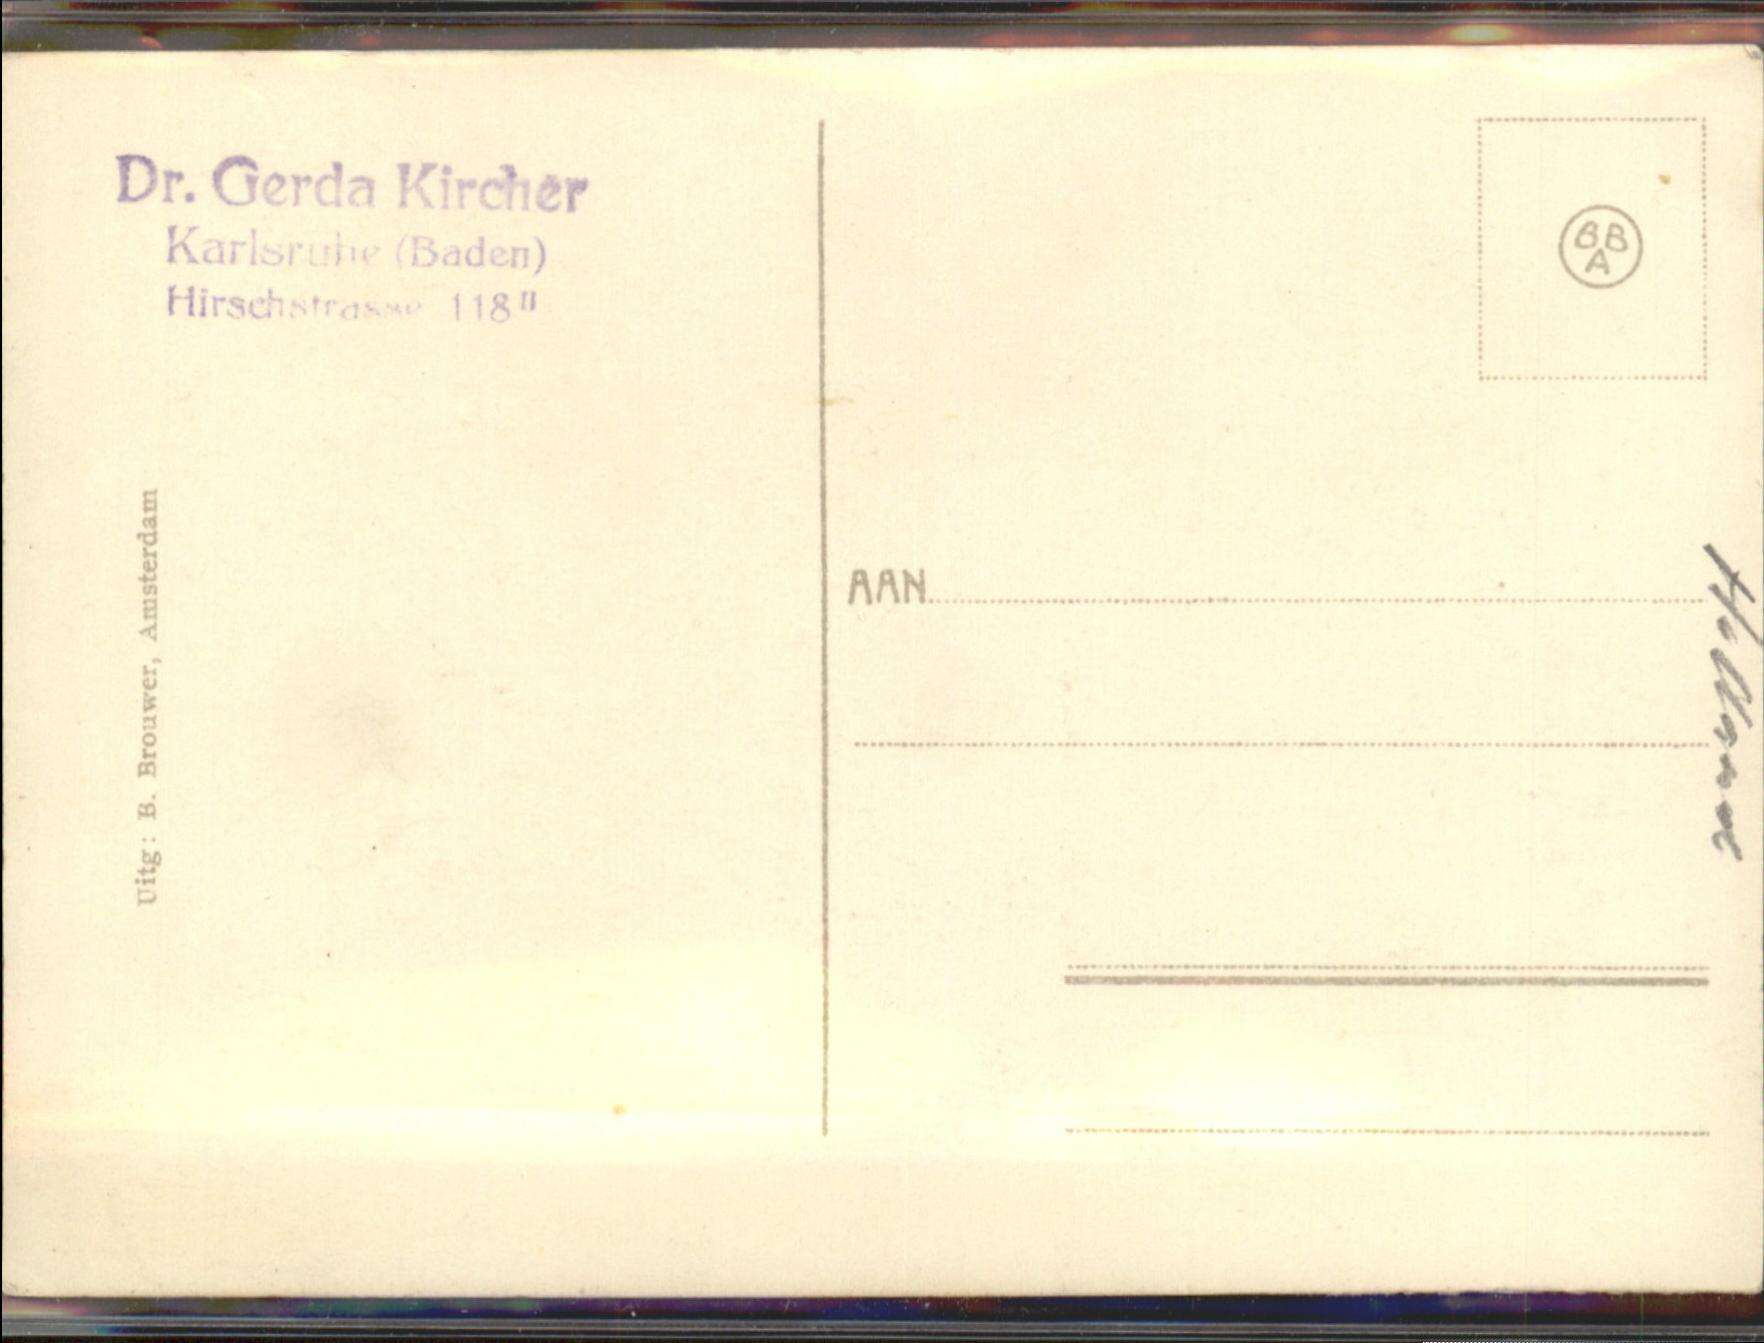 Dr. Gerda Kircher
Karlsruhe (Baden)
Hirschstrasse 118 II
Uitg: B. Brouwer, Amsterdam
BB
A
AAN